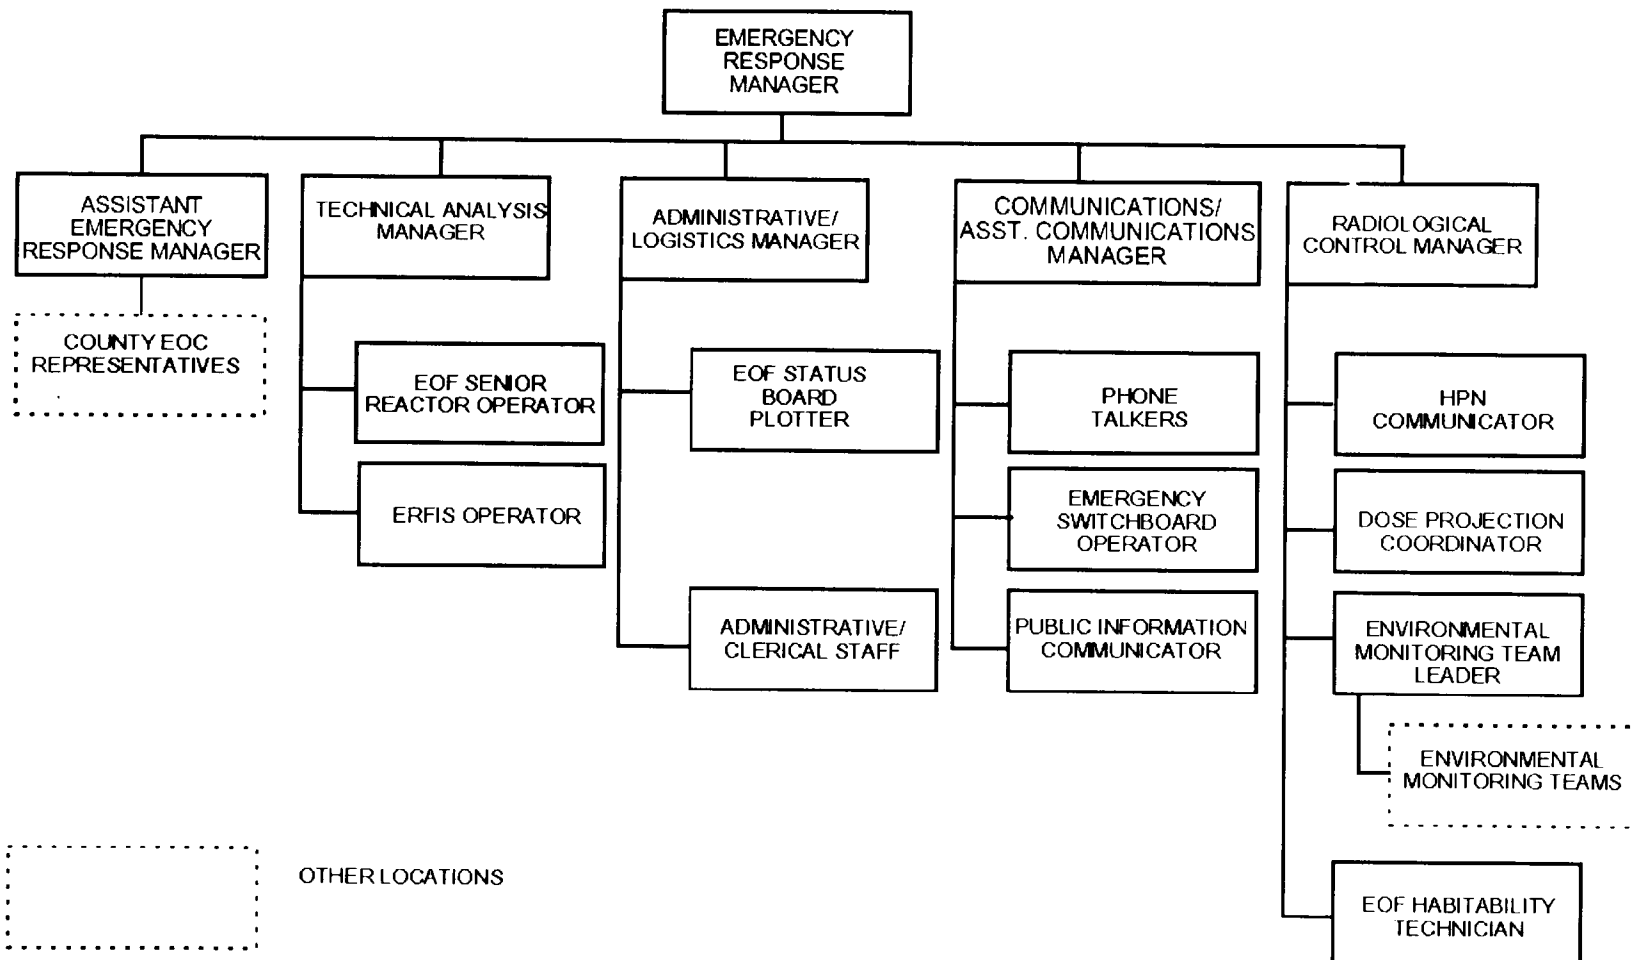 EMERGENCY
RESPONSE
MANAGER
ASSISTANT
EMERGENCY
RESPONSE MANAGER
TECHNICAL ANALYSIS
MANAGER
ADMINISTRATIVE/
LOGISTICS MANAGER
COMMUNICATIONS/
ASST. COMMUNICATIONS
MANAGER
RADIOLOGICAL
CONTROL MANAGER
COUNTY EOC
REPRESENTATIVES
EOF SENIOR
REACTOR OPERATOR
ERFIS OPERATOR
EOF STATUS
BOARD
PLOTTER
ADMINISTRATIVE/
CLERICAL STAFF
PHONE
TALKERS
EMERGENCY
SWITCHBOARD
OPERATOR
PUBLIC INFORMATION
COMMUNICATOR
HPN
COMMUNICATOR
DOSE PROJECTION
COORDINATOR
ENVIRONMENTAL
MONITORING TEAM
LEADER
ENVIRONMENTAL
MONITORING TEAMS
EOF HABITABILITY
TECHNICIAN
OTHER LOCATIONS